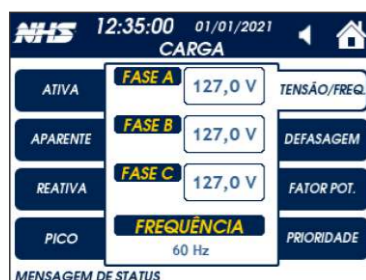 NHS 12:35:00 01/01/2021
CARGA
ATIVA
FASE A 127,0 V
TENSÃO/FREQ.
APARENTE
FASE B 127,0 V
DEFASAGEM
REATIVA
FASE C 127,0 V
FATOR POT.
PICO
FREQUÊNCIA
60 Hz
PRIORIDADE
MENSAGEM DE STATUS